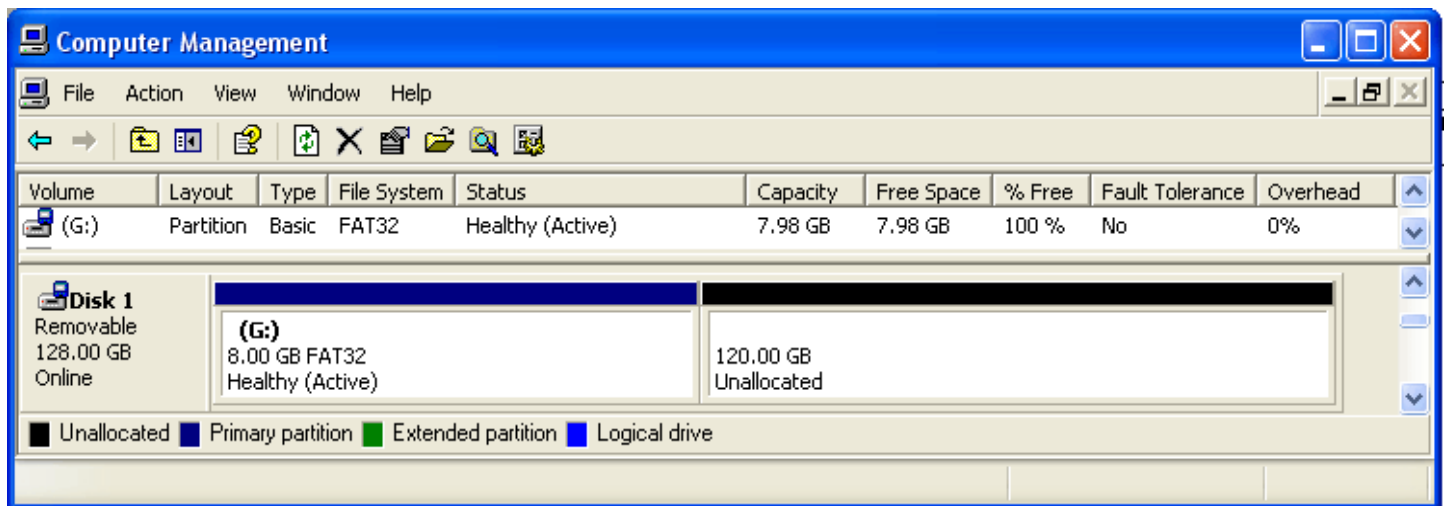 Computer Management
File Action View Window Help
Volume Layout Type File System Status Capacity Free Space % Free Fault Tolerance Overhead
(G:) Partition Basic FAT32 Healthy (Active) 7.98 GB 7.98 GB 100 % No 0%
Disk 1
Removable
128.00 GB
Online
(G:)
8.00 GB FAT32
Healthy (Active)
120.00 GB
Unallocated
Unallocated Primary partition Extended partition Logical drive